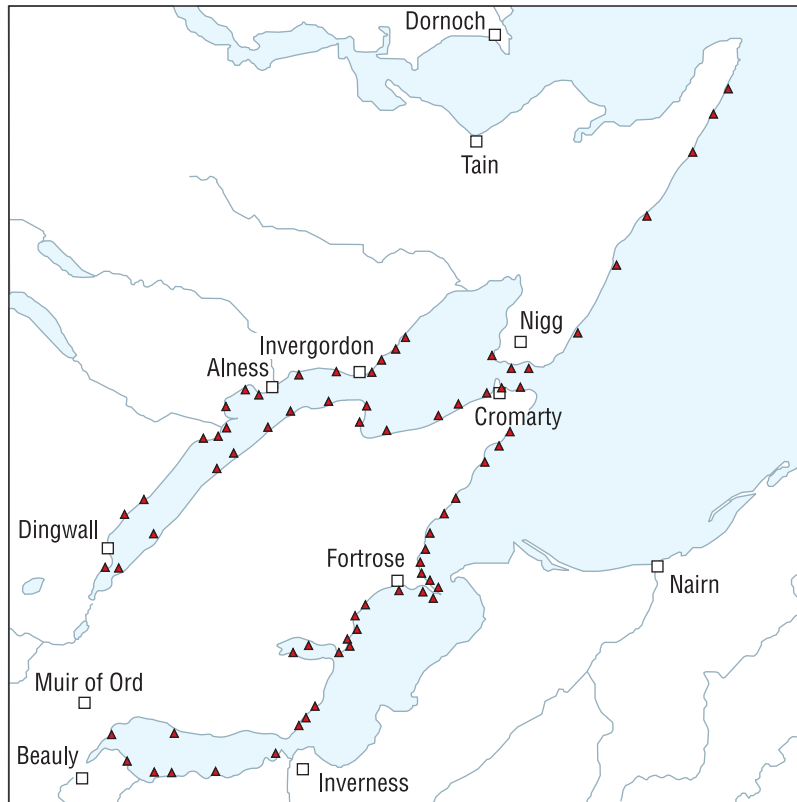 Dornoch
Tain
Nigg
Invergordon
Alness
Cromarty
Dingwall
Fortrose
Nairn
Muir of Ord
Beauly
Inverness